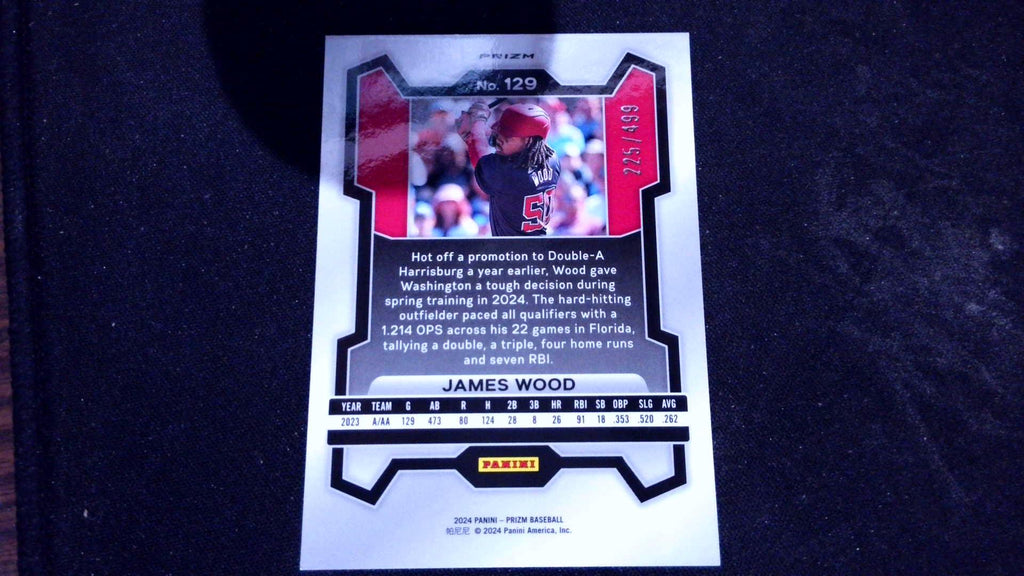 PRIZM
No. 129
225/499
WOOD
Hot off a promotion to Double-A
Harrisburg a year earlier, Wood gave
Washington a tough decision during
spring training in 2024. The hard-hitting
outfielder paced all qualifiers with a
1.214 OPS across his 22 games in Florida,
tallying a double, a triple, four home runs
and seven RBI.
JAMES WOOD
YEAR TEAM G AB R H 2B 3B HR RBI SB OBP SLG AVG
2023 A/AA 129 473 80 124 28 8 26 91 18 .353 .520 .262
PANINI
2024 PANINI – PRIZM BASEBALL
帕尼尼 © 2024 Panini America, Inc.